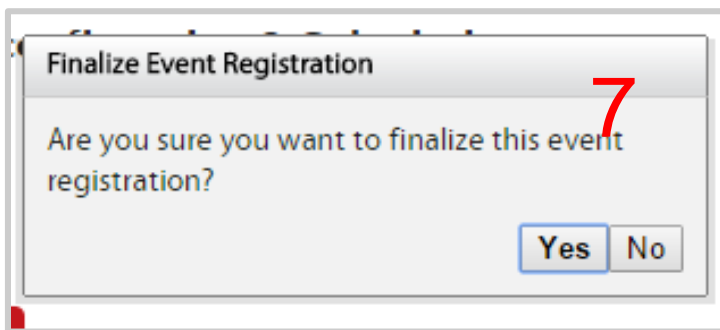 Finalize Event Registration
7
Are you sure you want to finalize this event
registration?
Yes No